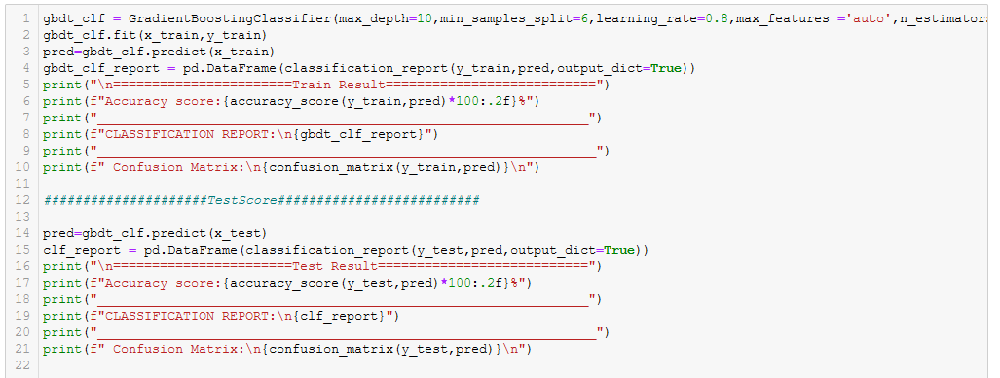 1 gbdt_clf = GradientBoostingClassifier(max_depth=10,min_samples_split=6,learning_rate=0.8,max_features ='auto',n_estimator
2 gbdt_clf.fit(x_train,y_train)
3 pred=gbdt_clf.predict(x_train)
4 gbdt_clf_report = pd.DataFrame(classification_report(y_train,pred,output_dict=True))
5 print("\n=======================Train Result===========================")
6 print(f"Accuracy score:{accuracy_score(y_train,pred)*100:.2f}%")
7 print("_______________________________________________________________")
8 print(f"CLASSIFICATION REPORT:\n{gbdt_clf_report}")
9 print("________________________________________________________________")
10 print(f" Confusion Matrix:\n{confusion_matrix(y_train,pred)}\n")
11
12 #####################TestScore##########################
13
14 pred=gbdt_clf.predict(x_test)
15 clf_report = pd.DataFrame(classification_report(y_test,pred,output_dict=True))
16 print("\n=======================Test Result===========================")
17 print(f"Accuracy score:{accuracy_score(y_test,pred)*100:.2f}%")
18 print("_______________________________________________________________")
19 print(f"CLASSIFICATION REPORT:\n{clf_report}")
20 print("________________________________________________________________")
21 print(f" Confusion Matrix:\n{confusion_matrix(y_test,pred)}\n")
22